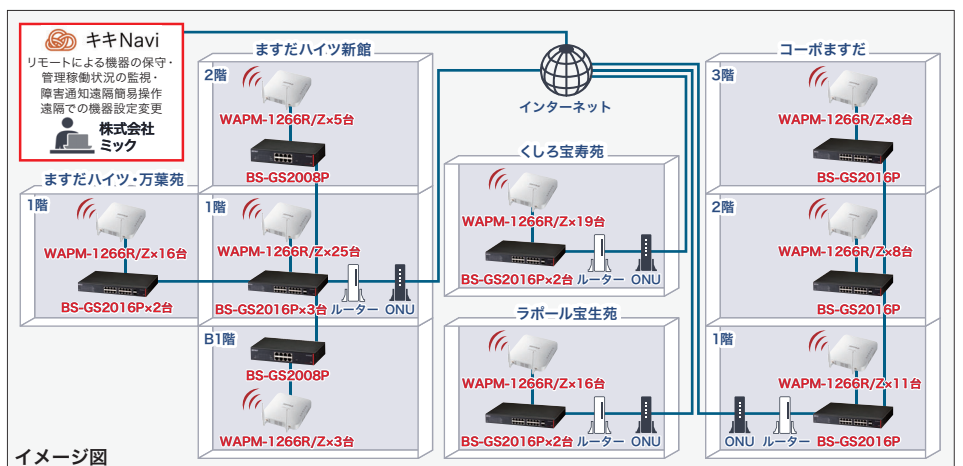 キキNavi
リモートによる機器の保守・
管理稼働状況の監視・
障害通知遠隔簡易操作
遠隔での機器設定変更
株式会社
ミック
ますだハイツ新館
2階
WAPM-1266R/Z×5台
BS-GS2008P
ますだハイツ・万葉苑
1階
WAPM-1266R/Z×16台
BS-GS2016P×2台
1階
WAPM-1266R/Z×25台
BS-GS2016P×3台
ルーター
ONU
B1階
BS-GS2008P
WAPM-1266R/Z×3台
インターネット
くしろ宝寿苑
WAPM-1266R/Z×19台
BS-GS2016P×2台
ルーター
ONU
ラポール宝生苑
WAPM-1266R/Z×16台
BS-GS2016P×2台
ルーター
ONU
コーポますだ
3階
WAPM-1266R/Z×8台
BS-GS2016P
2階
WAPM-1266R/Z×8台
BS-GS2016P
1階
WAPM-1266R/Z×11台
ONU
ルーター
BS-GS2016P
イメージ図